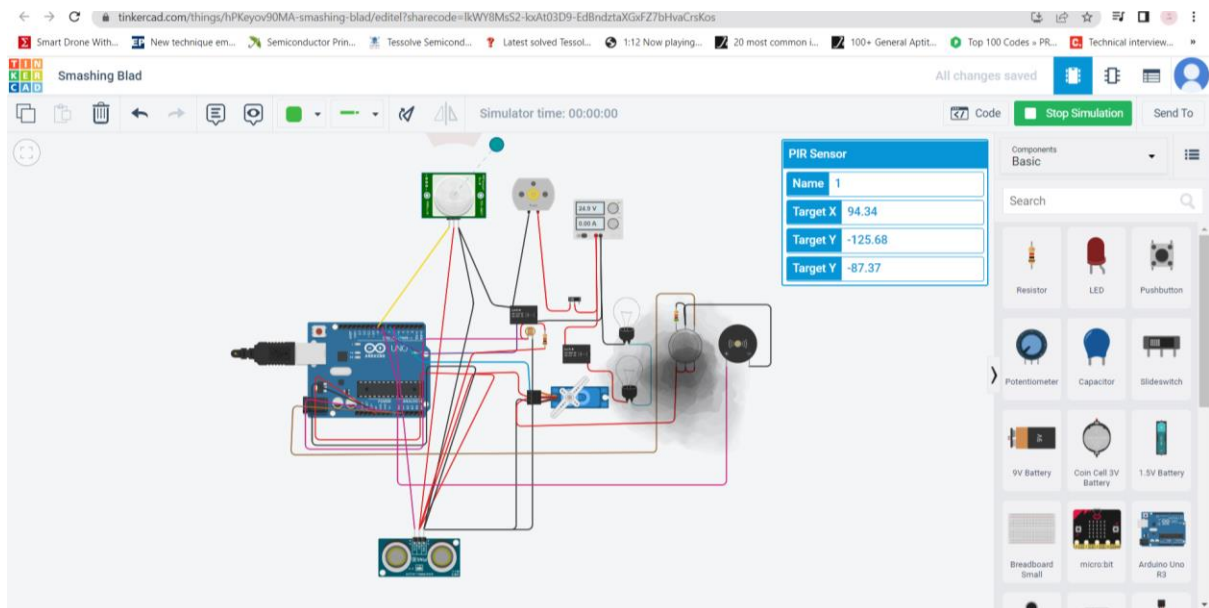 tinkercad.com/things/hPKeyov90MA-smashing-blad/editel?sharecode=lkWY8MsS2-kxAt03D9-EdBndztaXGxFZ7bHvaCrsKos
Smart Drone With... New technique em... Semiconductor Prin... Tessolve Semicond... Latest solved Tessol... 1:12 Now playing... 20 most common i... 100+ General Aptit... Top 100 Codes » PR... Technical interview... »
TIN
KER
CAD
Smashing Blad
All changes saved
Simulator time: 00:00:00
Code
Stop Simulation
Send To
PIR Sensor
Name 1
Target X 94.34
Target Y -125.68
Target Y -87.37
Components
Basic
Search
Resistor LED Pushbutton
Potentiometer Capacitor Slideswitch
9V Battery Coin Cell 3V Battery 1.5V Battery
Breadboard Small micro:bit Arduino Uno R3
24.9 V
0.00 A
UNO
ARDUINO
9V